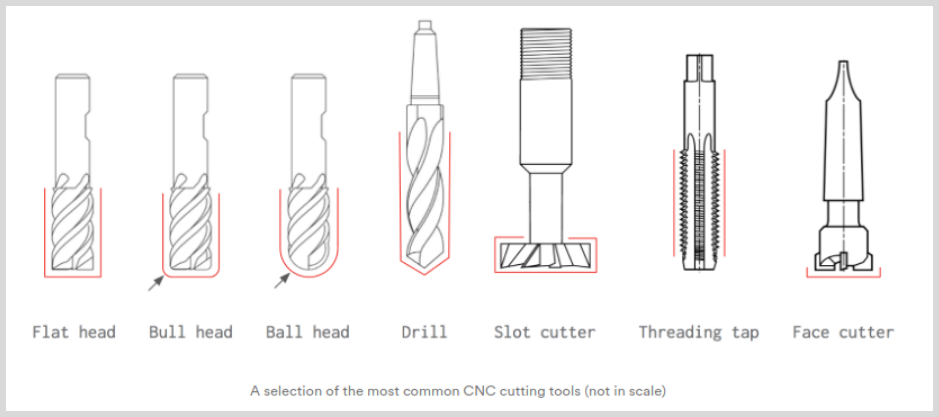 Flat head Bull head Ball head Drill Slot cutter Threading tap Face cutter
A selection of the most common CNC cutting tools (not in scale)